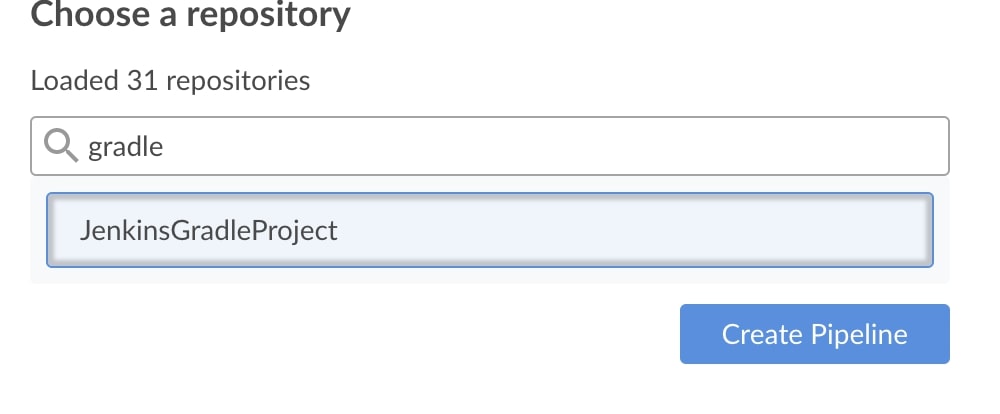 Choose a repository
Loaded 31 repositories
gradle
JenkinsGradleProject
Create Pipeline